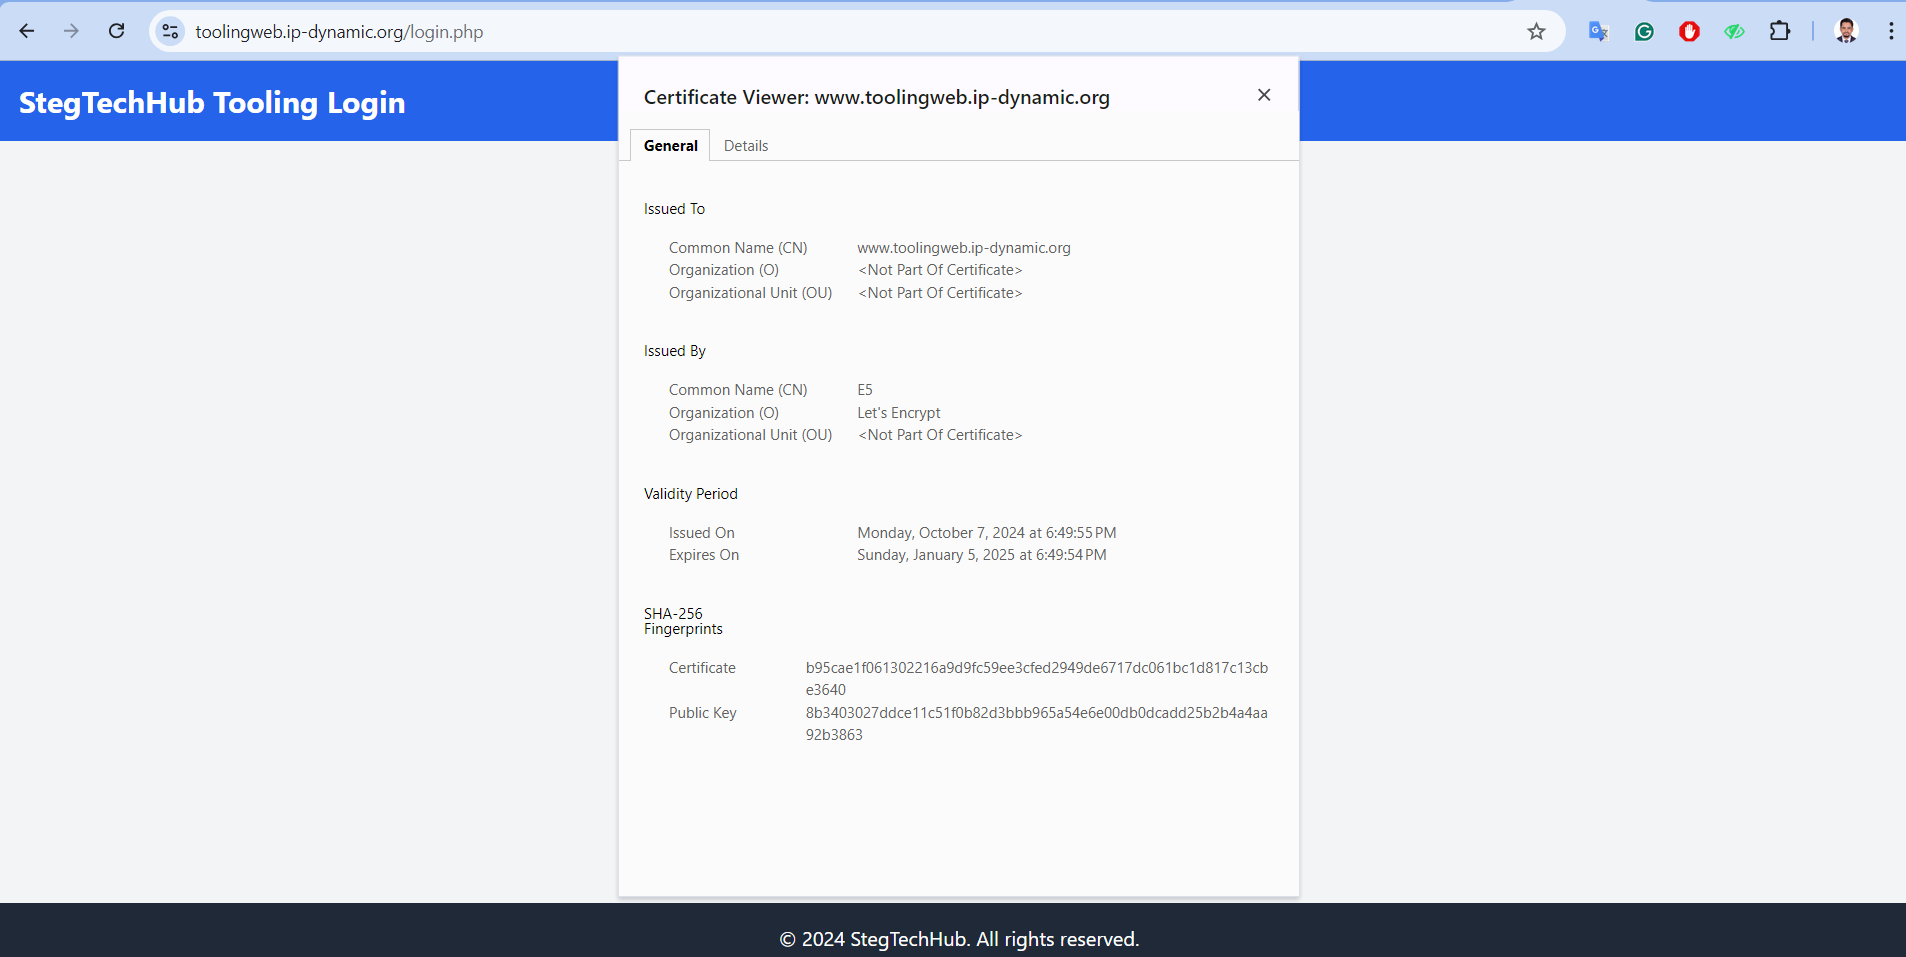 toolingweb.ip-dynamic.org/login.php
StegTechHub Tooling Login
Certificate Viewer: www.toolingweb.ip-dynamic.org
General Details
Issued To
Common Name (CN) www.toolingweb.ip-dynamic.org
Organization (O) <Not Part Of Certificate>
Organizational Unit (OU) <Not Part Of Certificate>
Issued By
Common Name (CN) E5
Organization (O) Let's Encrypt
Organizational Unit (OU) <Not Part Of Certificate>
Validity Period
Issued On Monday, October 7, 2024 at 6:49:55 PM
Expires On Sunday, January 5, 2025 at 6:49:54 PM
SHA-256
Fingerprints
Certificate b95cae1f061302216a9d9fc59ee3cfed2949de6717dc061bc1d817c13cb
e3640
Public Key 8b3403027ddce11c51f0b82d3bbb965a54e6e00db0dcadd25b2b4a4aa
92b3863
© 2024 StegTechHub. All rights reserved.